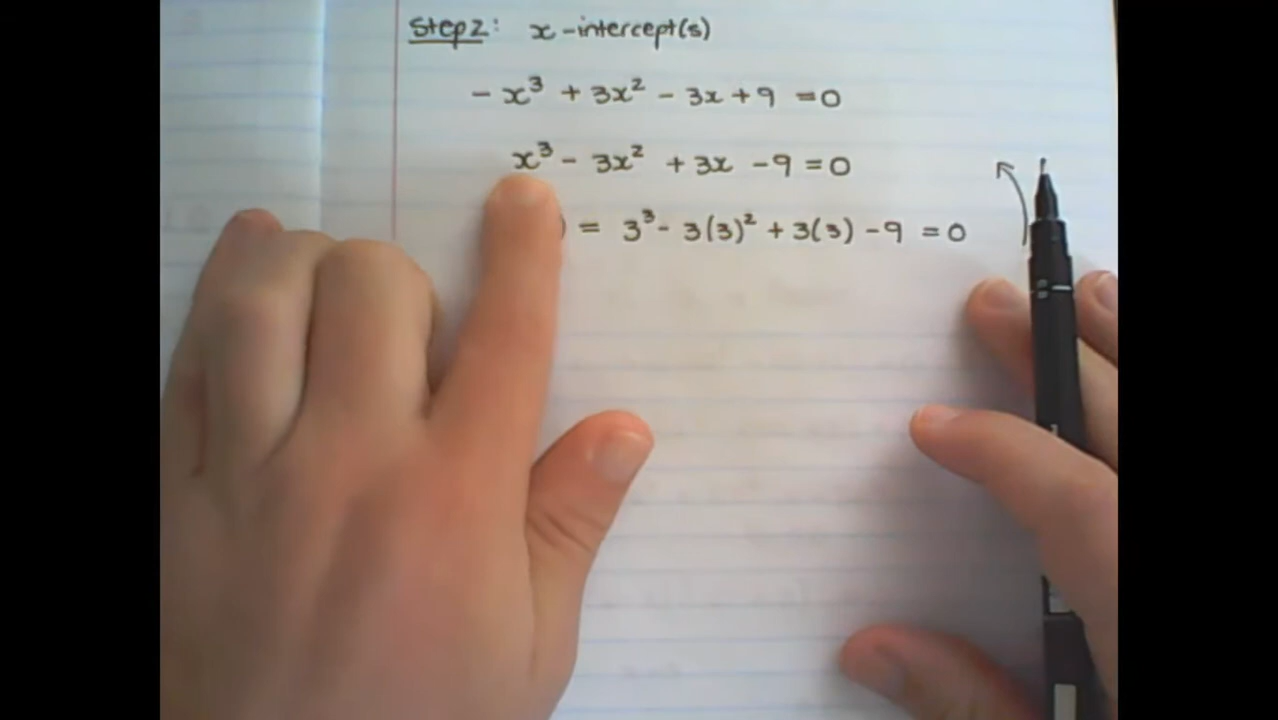 Step 2: x-intercept(s)
- x³ + 3x² - 3x + 9 = 0
x³ - 3x² + 3x - 9 = 0
) = 3³ - 3(3)² + 3(3) - 9 = 0